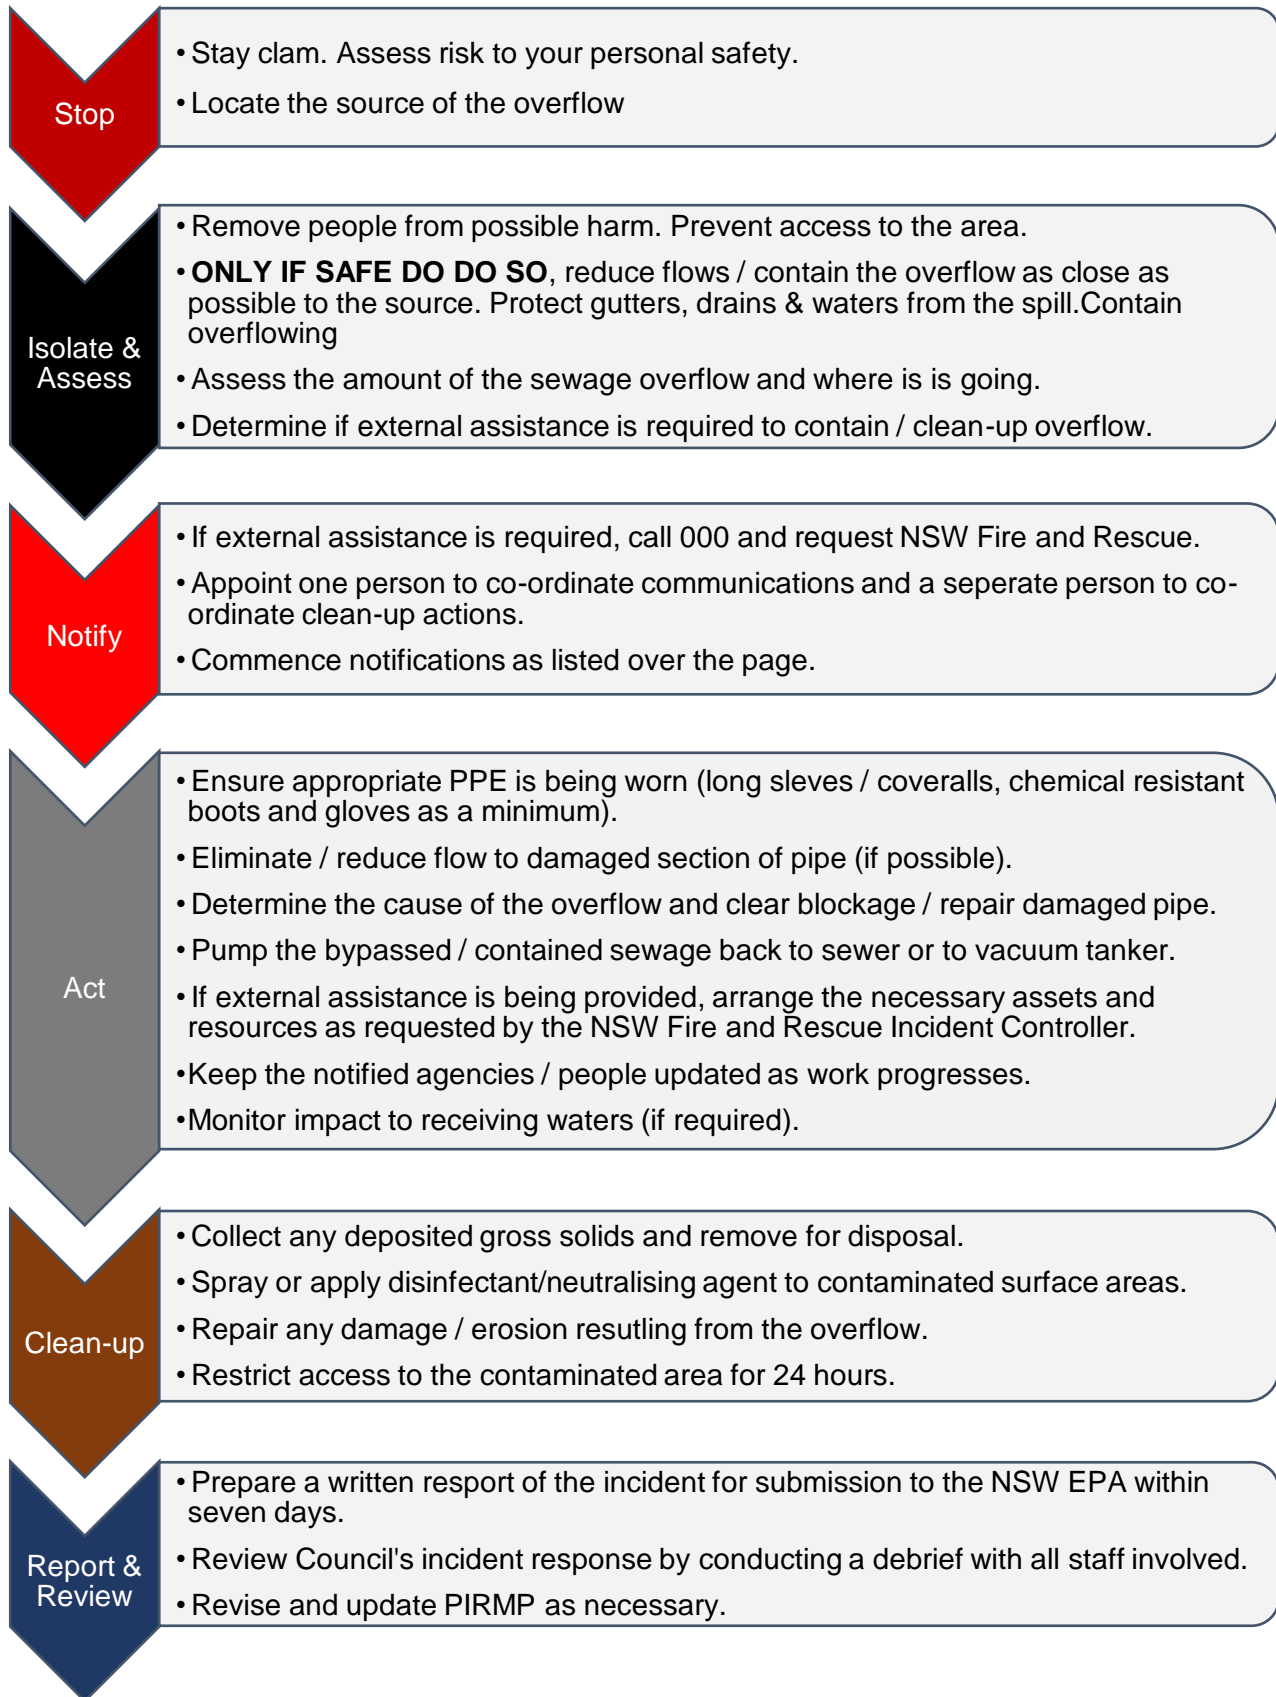 Stop
• Stay clam. Assess risk to your personal safety.
• Locate the source of the overflow
Isolate &
Assess
• Remove people from possible harm. Prevent access to the area.
• ONLY IF SAFE DO DO SO, reduce flows / contain the overflow as close as
possible to the source. Protect gutters, drains & waters from the spill.Contain
overflowing
• Assess the amount of the sewage overflow and where is is going.
• Determine if external assistance is required to contain / clean-up overflow.
Notify
• If external assistance is required, call 000 and request NSW Fire and Rescue.
• Appoint one person to co-ordinate communications and a seperate person to co-
ordinate clean-up actions.
• Commence notifications as listed over the page.
Act
• Ensure appropriate PPE is being worn (long sleves / coveralls, chemical resistant
boots and gloves as a minimum).
• Eliminate / reduce flow to damaged section of pipe (if possible).
• Determine the cause of the overflow and clear blockage / repair damaged pipe.
• Pump the bypassed / contained sewage back to sewer or to vacuum tanker.
• If external assistance is being provided, arrange the necessary assets and
resources as requested by the NSW Fire and Rescue Incident Controller.
•Keep the notified agencies / people updated as work progresses.
•Monitor impact to receiving waters (if required).
Clean-up
• Collect any deposited gross solids and remove for disposal.
• Spray or apply disinfectant/neutralising agent to contaminated surface areas.
• Repair any damage / erosion resutling from the overflow.
• Restrict access to the contaminated area for 24 hours.
Report &
Review
• Prepare a written resport of the incident for submission to the NSW EPA within
seven days.
• Review Council's incident response by conducting a debrief with all staff involved.
• Revise and update PIRMP as necessary.